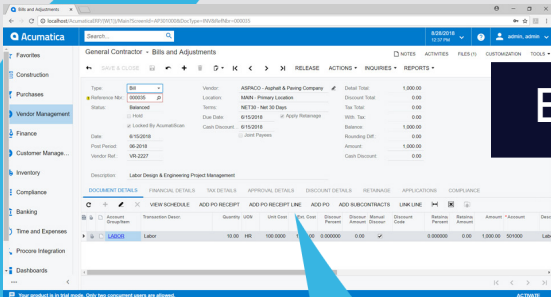 Bills and Adjustments
localhost/AcumaticaERP/(W(1))/Main?ScreenId=AP301000&DocType=INV&RefNbr=000035
Acumatica
Search...
8/28/2018
12:37 PM
admin, admin
Favorites
Construction
Purchases
Vendor Management
Finance
Customer Manage...
Inventory
Compliance
Banking
Time and Expenses
Procore Integration
Dashboards
General Contractor - Bills and Adjustments
NOTES ACTIVITIES FILES (1) CUSTOMIZATION TOOLS
SAVE & CLOSE RELEASE ACTIONS INQUIRIES REPORTS
Type: Bill
Reference Nbr: 000035
Status: Balanced
Hold
Locked By AcumatiScan
Date: 8/15/2018
Post Period: 08-2018
Vendor Ref.: VR-2227
Description: Labor Design & Engineering Project Management
Vendor: ASPACO - Asphalt & Paving Company
Location: MAIN - Primary Location
Terms: NET30 - Net 30 Days
Due Date: 6/15/2018
Apply Retainage
Cash Discount: 6/15/2018
Joint Payees
Detail Total: 1,000.00
Discount Total: 0.00
Tax Total: 0.00
With. Tax: 0.00
Balance: 1,000.00
Rounding Diff.: 0.00
Amount: 1,000.00
Cash Discount: 0.00
DOCUMENT DETAILS FINANCIAL DETAILS TAX DETAILS APPROVAL DETAILS DISCOUNT DETAILS RETAINAGE APPLICATIONS COMPLIANCE
VIEW SCHEDULE ADD PO RECEIPT ADD PO RECEIPT LINE ADD PO ADD SUBCONTRACTS LINK LINE
Account Group/Item Transaction Descr. Quantity UOM Unit Cost Ext. Cost Discount Percent Discount Amount Manual Discount Discount Code Retainage Percent Retainage Amount Amount Account
LABOR Labor 10.00 HR 100.0000 0.000000 0.00 0.000000 0.00 1,000.00 501000 Labor
Your product is in trial mode. Only two concurrent users are allowed.
ACTIVATE